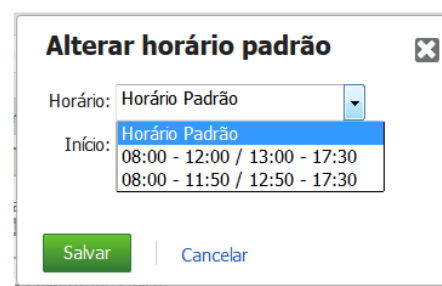 Alterar horário padrão
Horário: Horário Padrão
Início: Horário Padrão
08:00 - 12:00 / 13:00 - 17:30
08:00 - 11:50 / 12:50 - 17:30
Salvar Cancelar